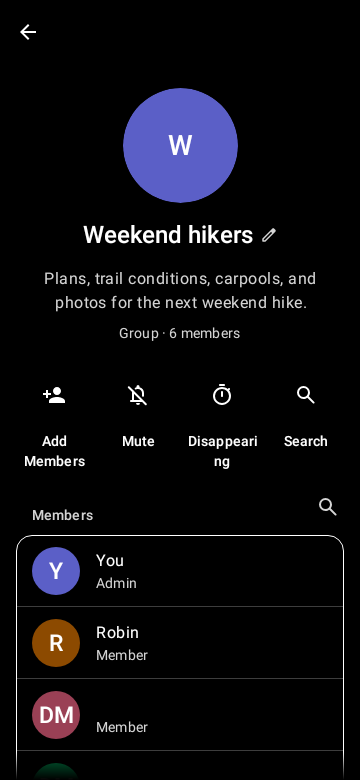 W
Weekend hikers
Plans, trail conditions, carpools, and
photos for the next weekend hike.
Group · 6 members
Add
Members
Mute
Disappeari
ng
Search
Members
Y
You
Admin
R
Robin
Member
DM
Member